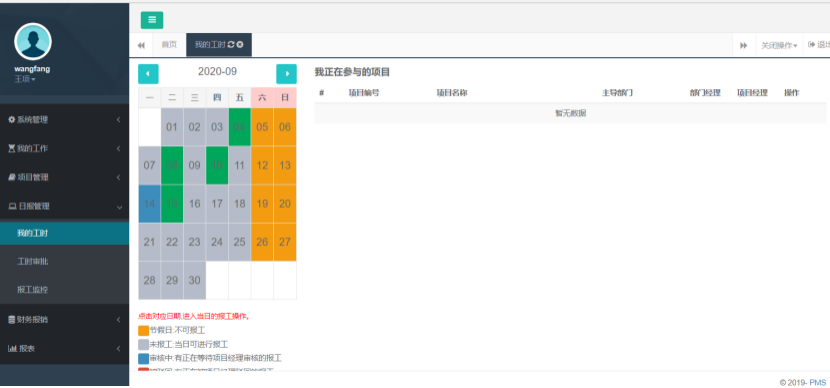 wangfang
王琼
系统管理
我的工作
项目管理
日报管理
我的工时
工时审批
报工监控
财务报销
报表
首页
我的工时
关闭操作
退出
2020-09
一 二 三 四 五 六 日
01 02 03 05 06
07 09 11 12 13
14 16 17 18 19 20
21 22 23 24 25 26 27
28 29 30
点击对应日期,进入当日的报工操作。
节假日:不可报工
未报工:当日可进行报工
审核中:有正在等待项目经理审核的报工
我正在参与的项目
# 项目编号 项目名称 主导部门 部门经理 项目经理 操作
暂无数据
© 2019- PMS